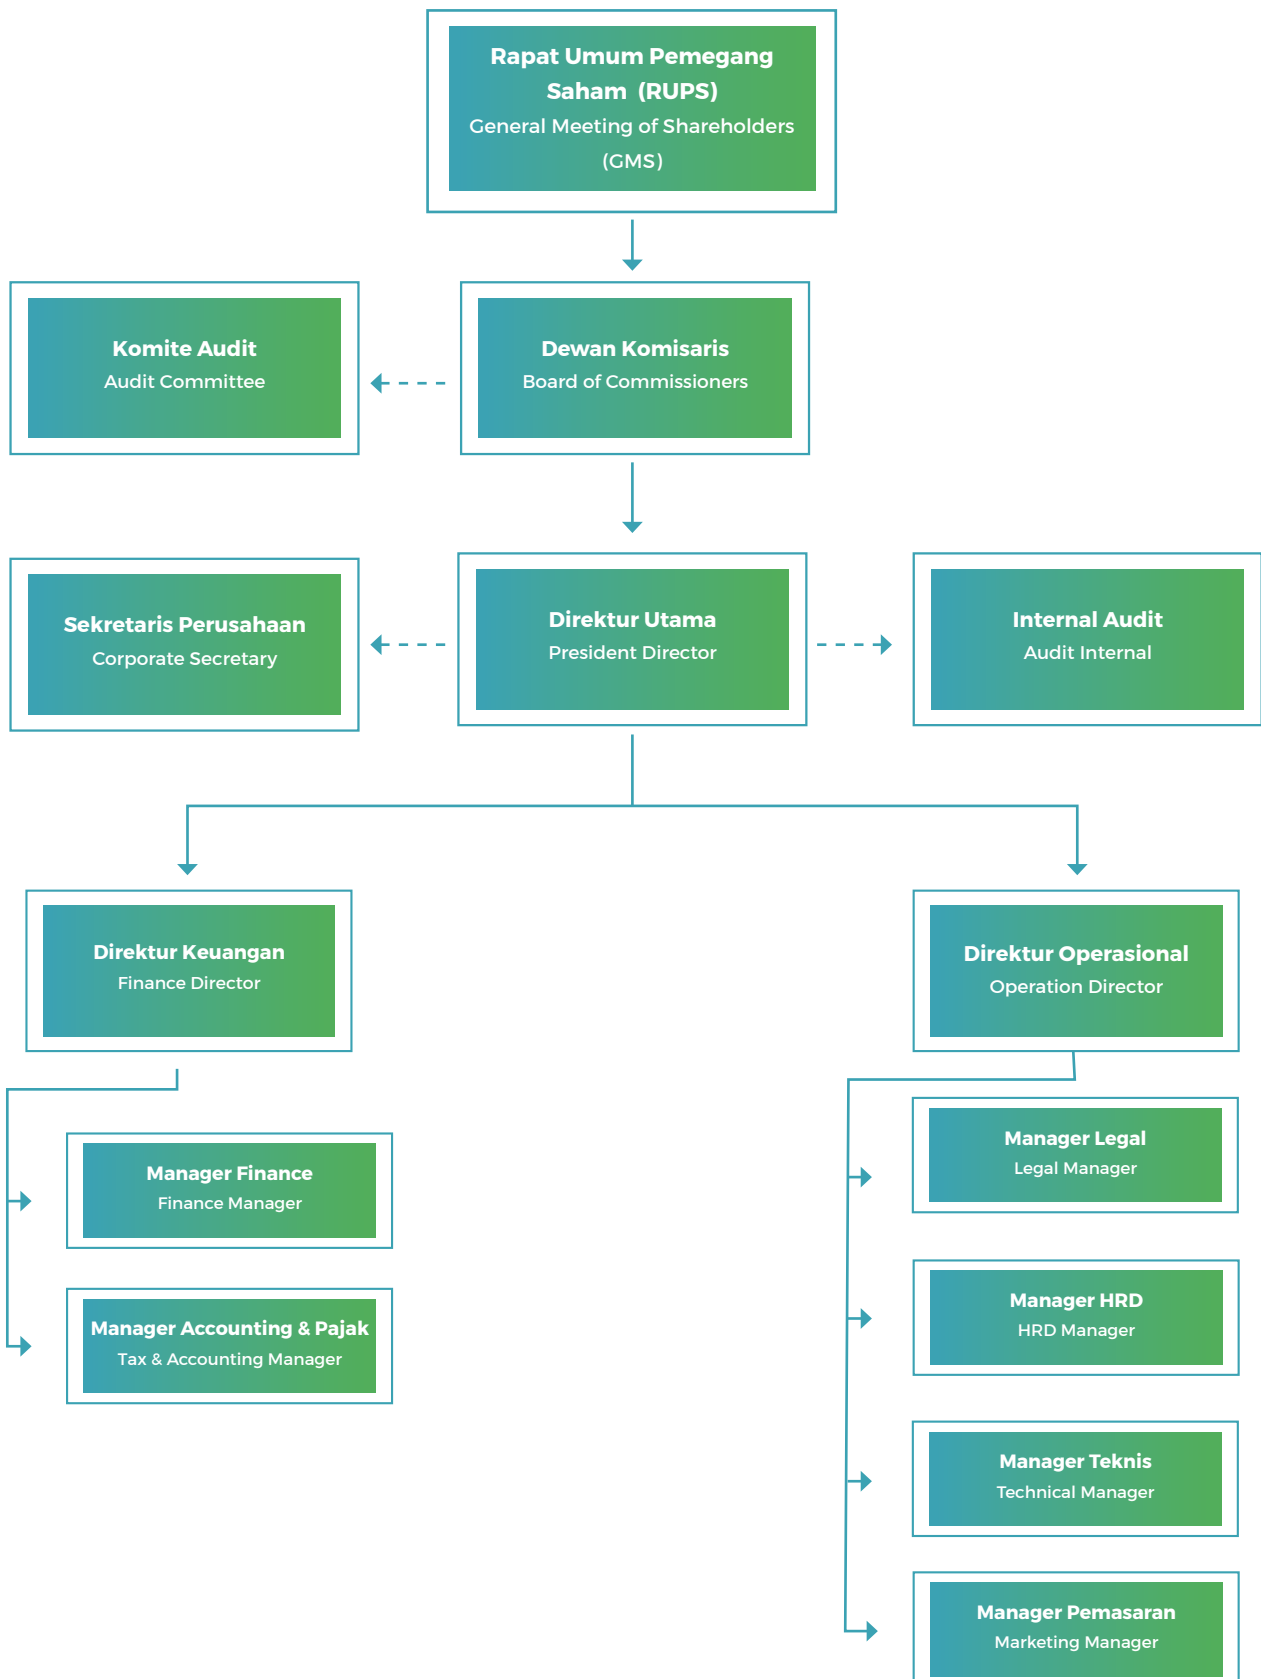 Rapat Umum Pemegang
Saham (RUPS)
General Meeting of Shareholders
(GMS)
Komite Audit
Audit Committee
Dewan Komisaris
Board of Commissioners
Sekretaris Perusahaan
Corporate Secretary
Direktur Utama
President Director
Internal Audit
Audit Internal
Direktur Keuangan
Finance Director
Direktur Operasional
Operation Director
Manager Finance
Finance Manager
Manager Accounting & Pajak
Tax & Accounting Manager
Manager Legal
Legal Manager
Manager HRD
HRD Manager
Manager Teknis
Technical Manager
Manager Pemasaran
Marketing Manager